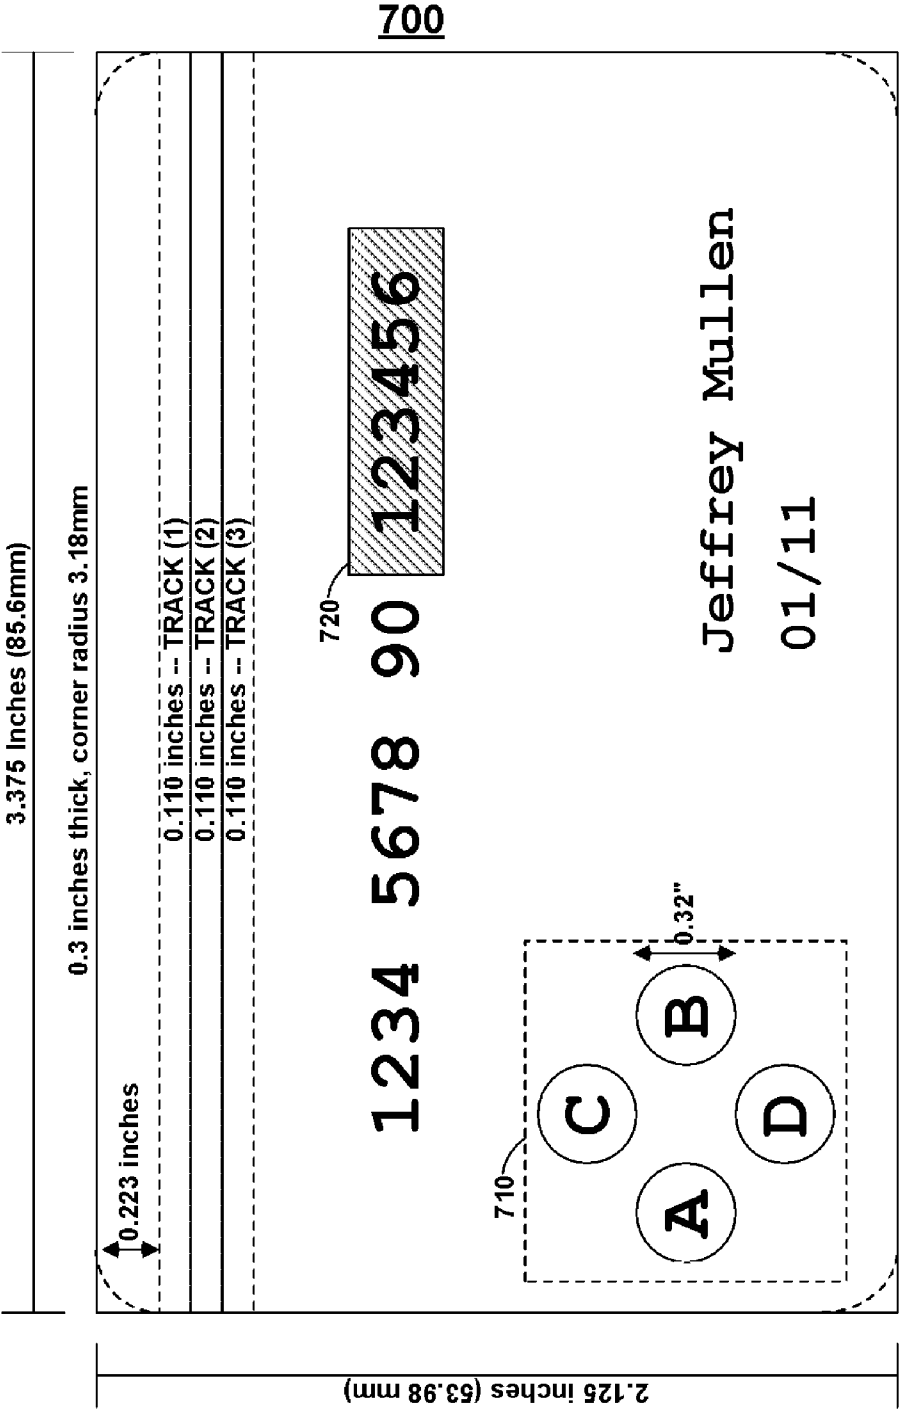 700
3.375 Inches (85.6mm)
0.3 inches thick, corner radius 3.18mm
0.223 inches
0.110 inches -- TRACK (1)
0.110 inches -- TRACK (2)
0.110 inches -- TRACK (3)
720
1234 5678 90 123456
710
C
A B
D
0.32"
Jeffrey Mullen
01/11
2.125 inches (53.98 mm)